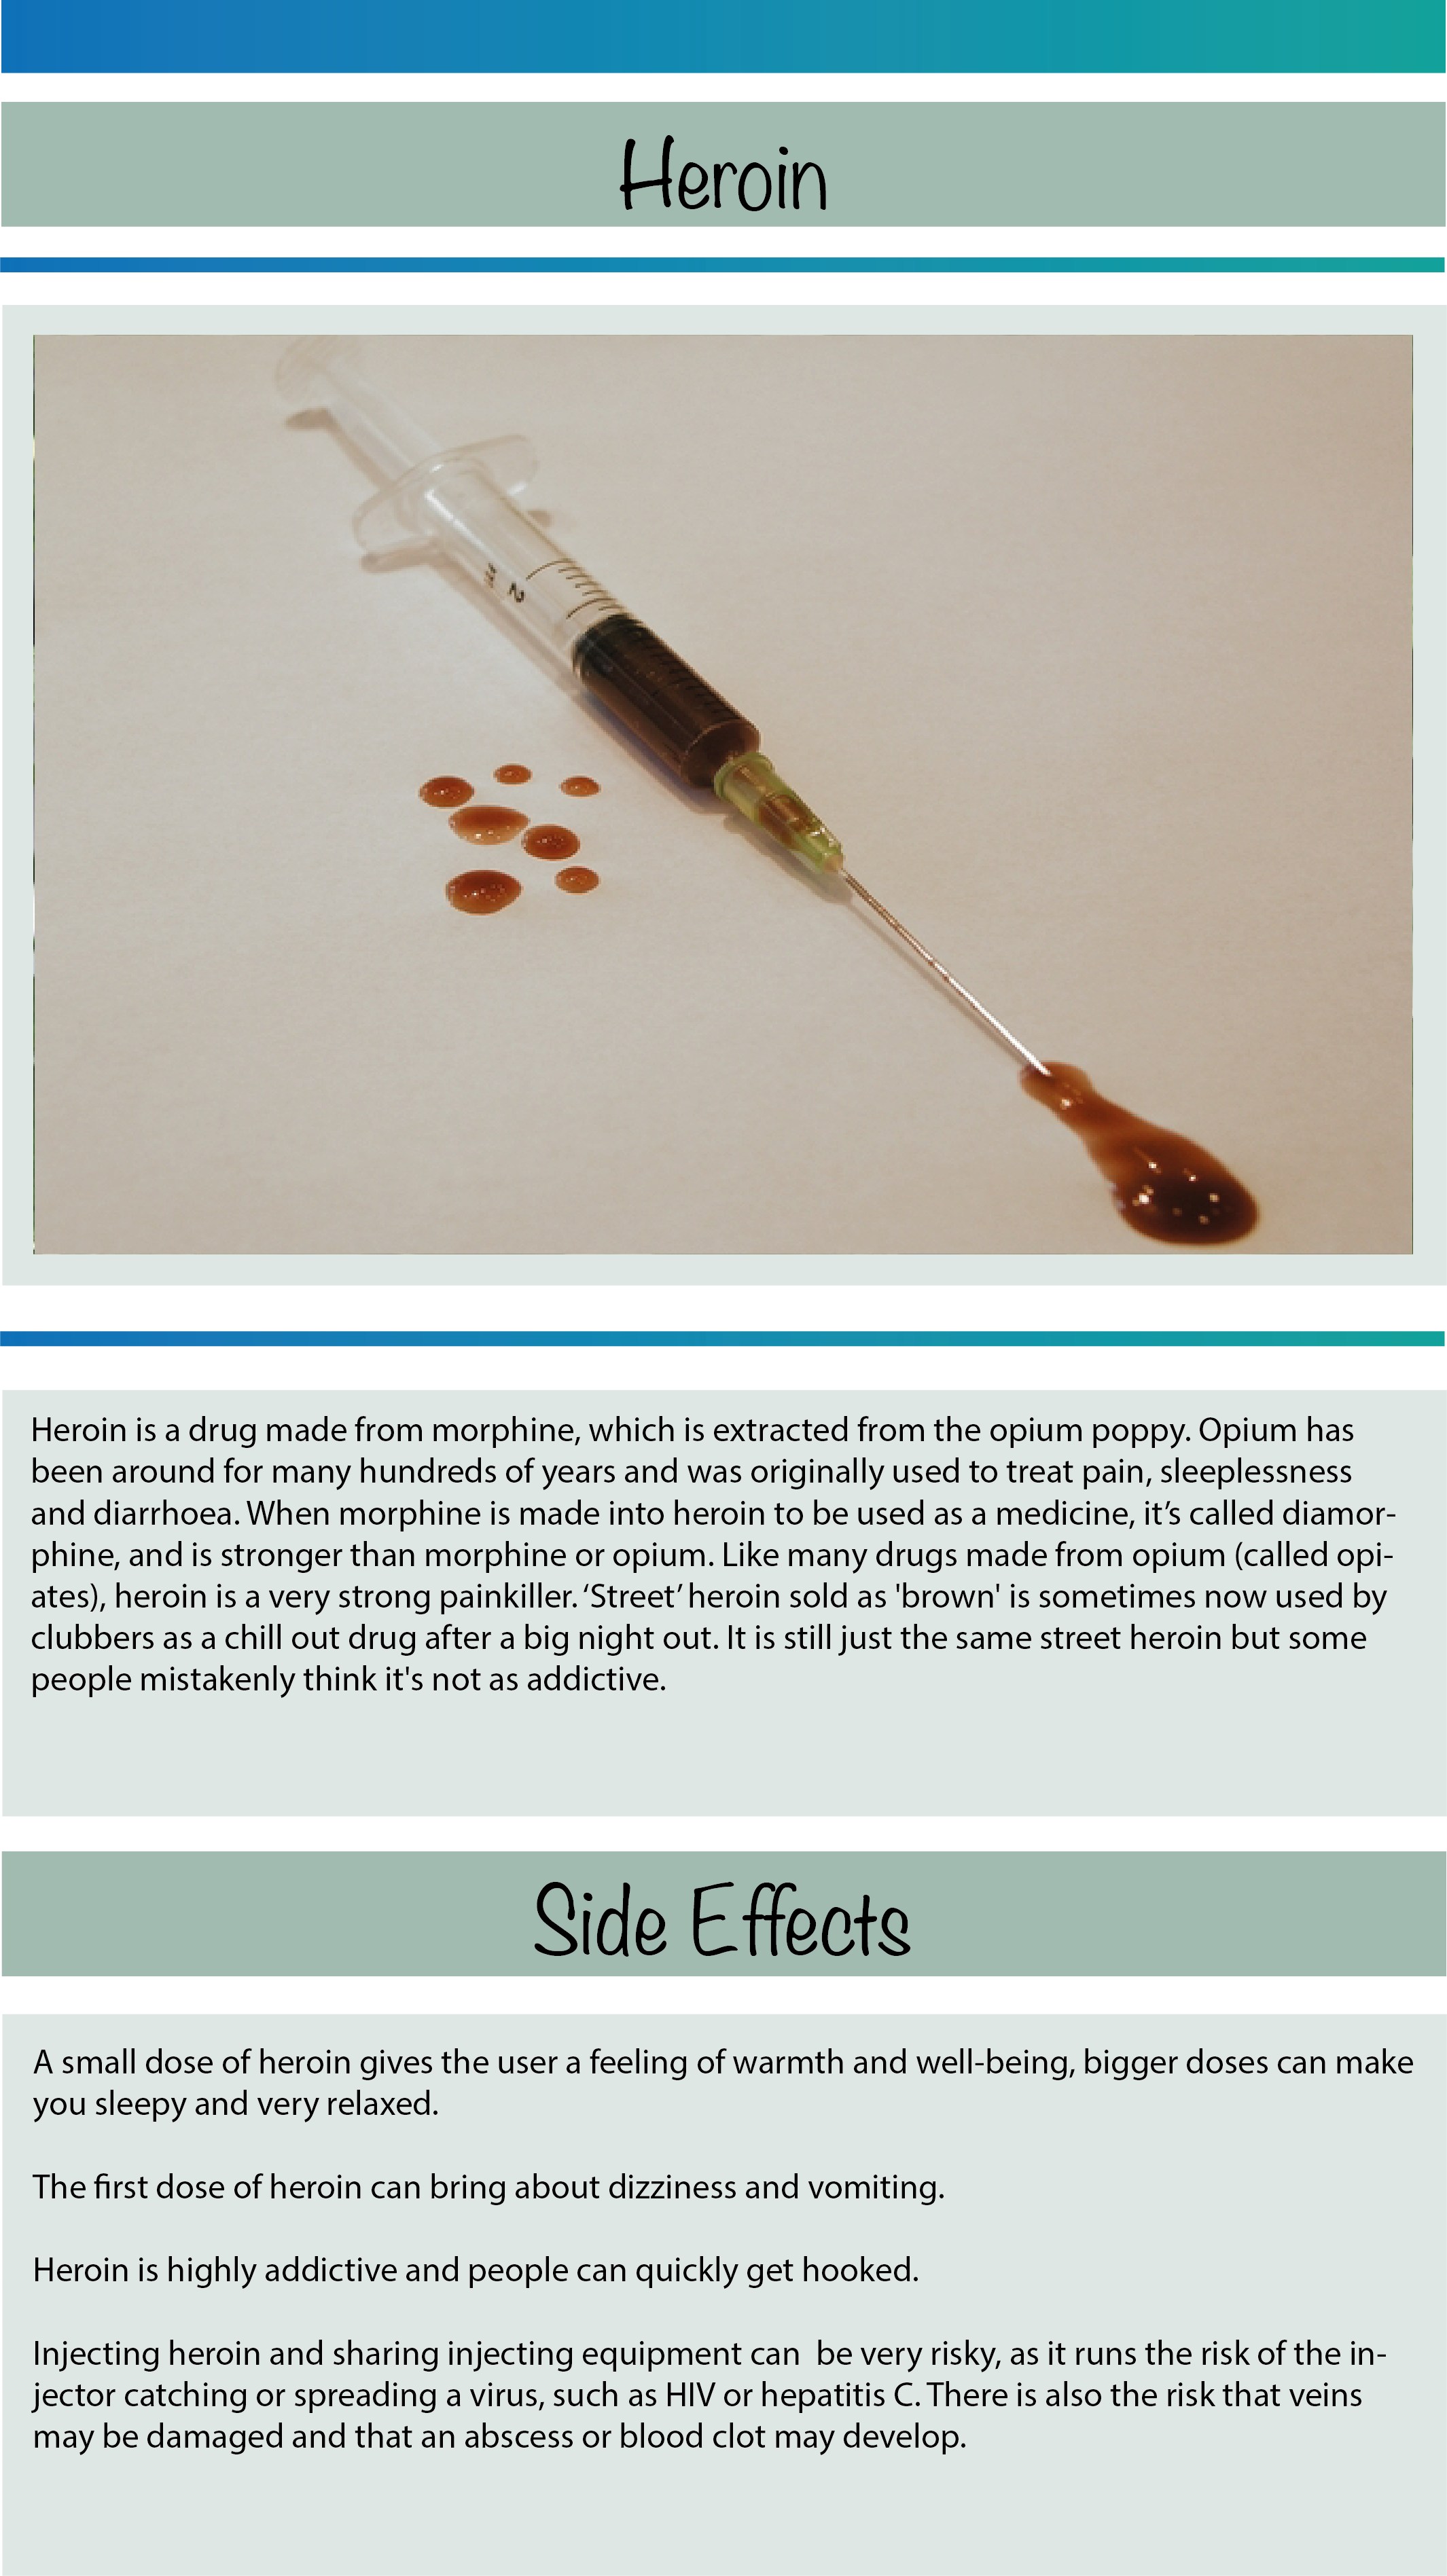 Heroin
2
Heroin is a drug made from morphine, which is extracted from the opium poppy. Opium has
been around for many hundreds of years and was originally used to treat pain, sleeplessness
and diarrhoea. When morphine is made into heroin to be used as a medicine, it’s called diamor-
phine, and is stronger than morphine or opium. Like many drugs made from opium (called opi-
ates), heroin is a very strong painkiller. ‘Street’ heroin sold as 'brown' is sometimes now used by
clubbers as a chill out drug after a big night out. It is still just the same street heroin but some
people mistakenly think it's not as addictive.
Side Effects
A small dose of heroin gives the user a feeling of warmth and well-being, bigger doses can make
you sleepy and very relaxed.
The first dose of heroin can bring about dizziness and vomiting.
Heroin is highly addictive and people can quickly get hooked.
Injecting heroin and sharing injecting equipment can  be very risky, as it runs the risk of the in-
jector catching or spreading a virus, such as HIV or hepatitis C. There is also the risk that veins
may be damaged and that an abscess or blood clot may develop.